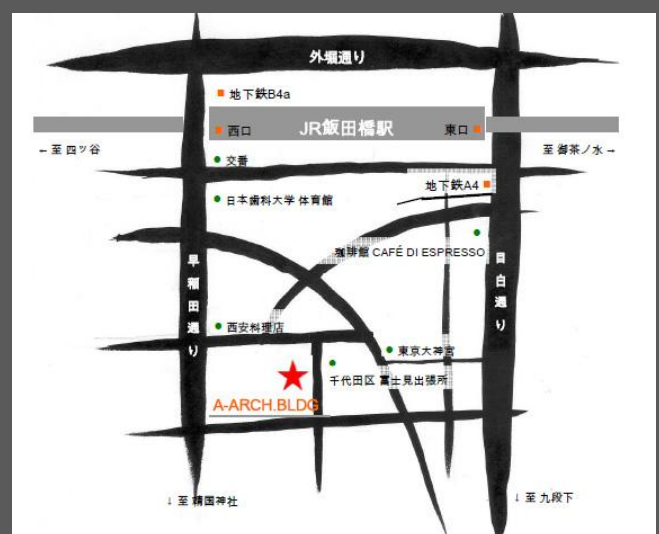 外堀通り
地下鉄B4a
西口
JR飯田橋駅
東口
←至 四ッ谷
至 御茶ノ水→
交番
地下鉄A4
日本歯科大学 体育館
珈琲館 CAFÉ DI ESPRESSO
早稲田通り
目白通り
西安料理店
東京大神宮
千代田区 富士見出張所
A-ARCH.BLDG
↓ 至 靖国神社
↓ 至 九段下